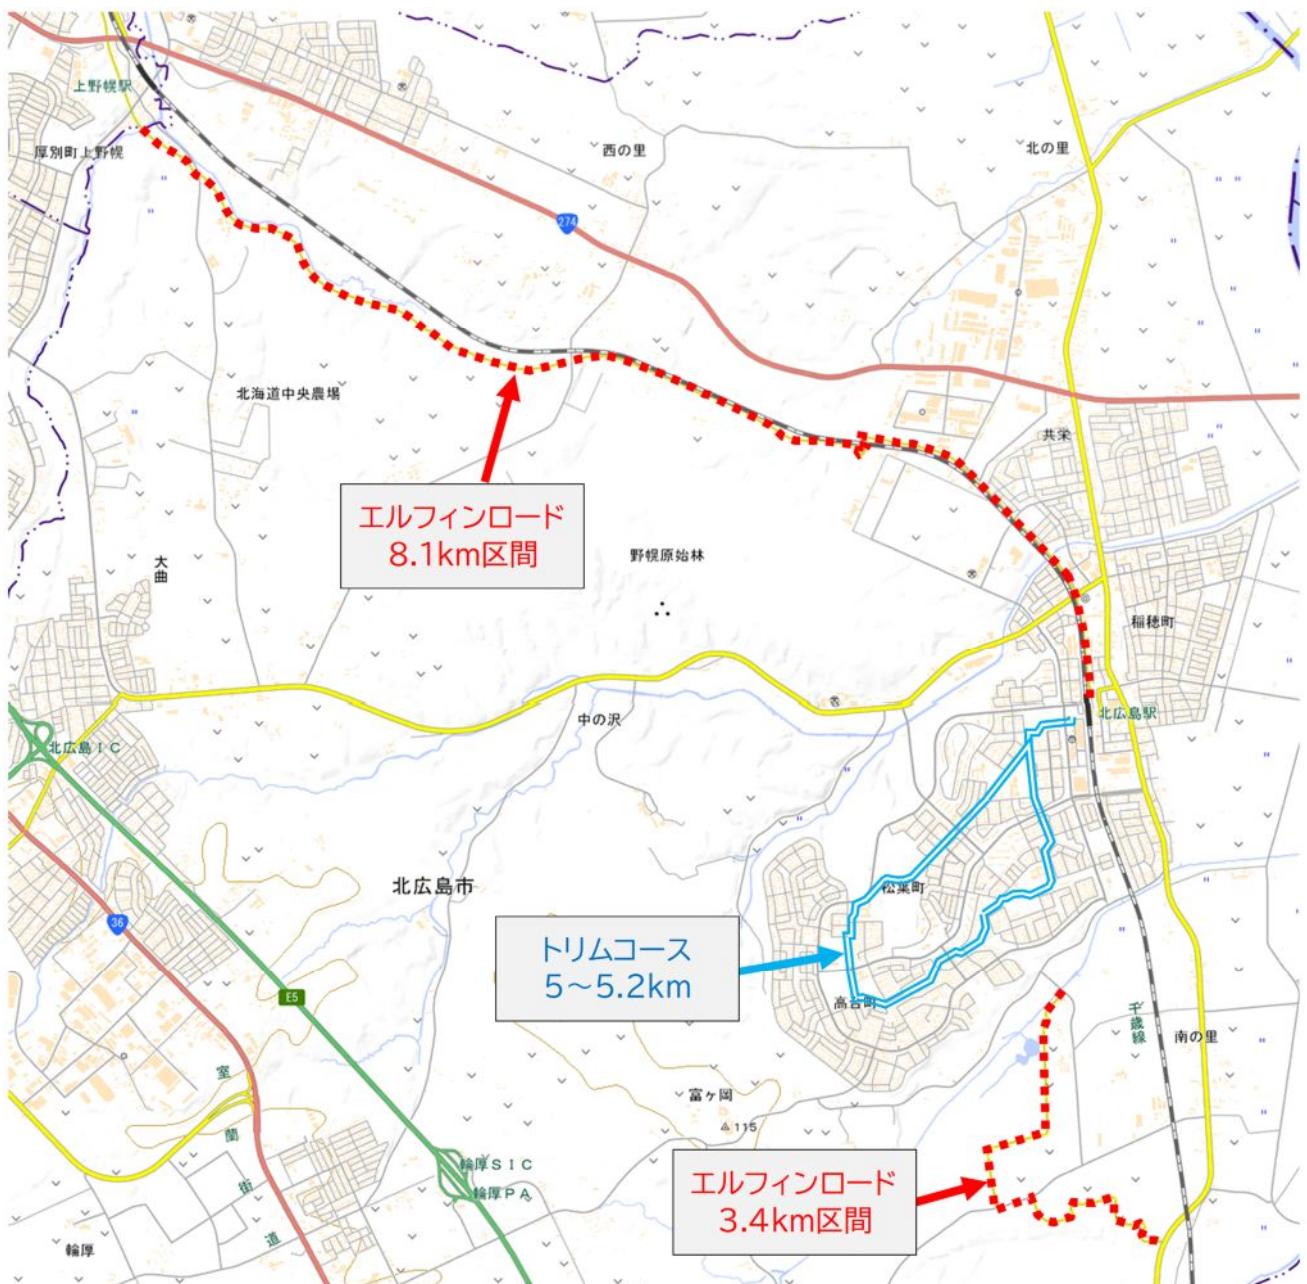 上野幌駅
厚別町上野幌
西の里
北の里
274
北海道中央農場
共栄
エルフィンロード
8.1km区間
大曲
野幌原始林
稲穂町
中の沢
北広島駅
北広島IC
松葉町
北広島市
36
トリムコース
5～5.2km
E5
高台町
千歳線
南の里
室蘭街道
富ヶ岡
115
輪厚SIC
輪厚PA
エルフィンロード
3.4km区間
輪厚